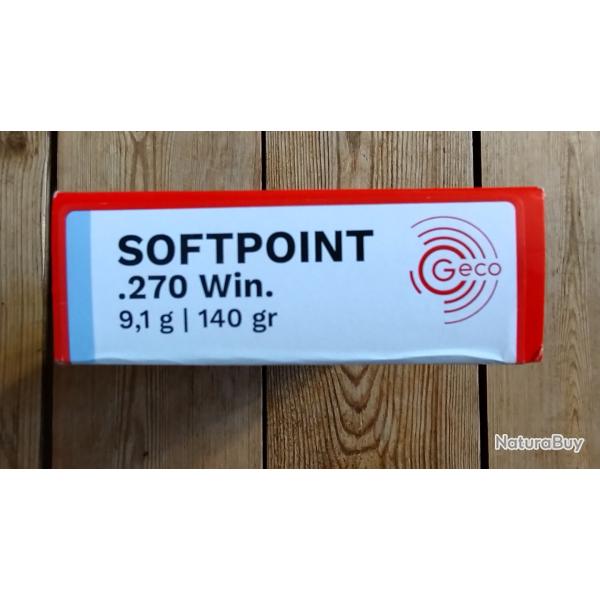 SOFTPOINT
.270 Win.
9,1 g | 140 gr
Geco
NaturaBuy